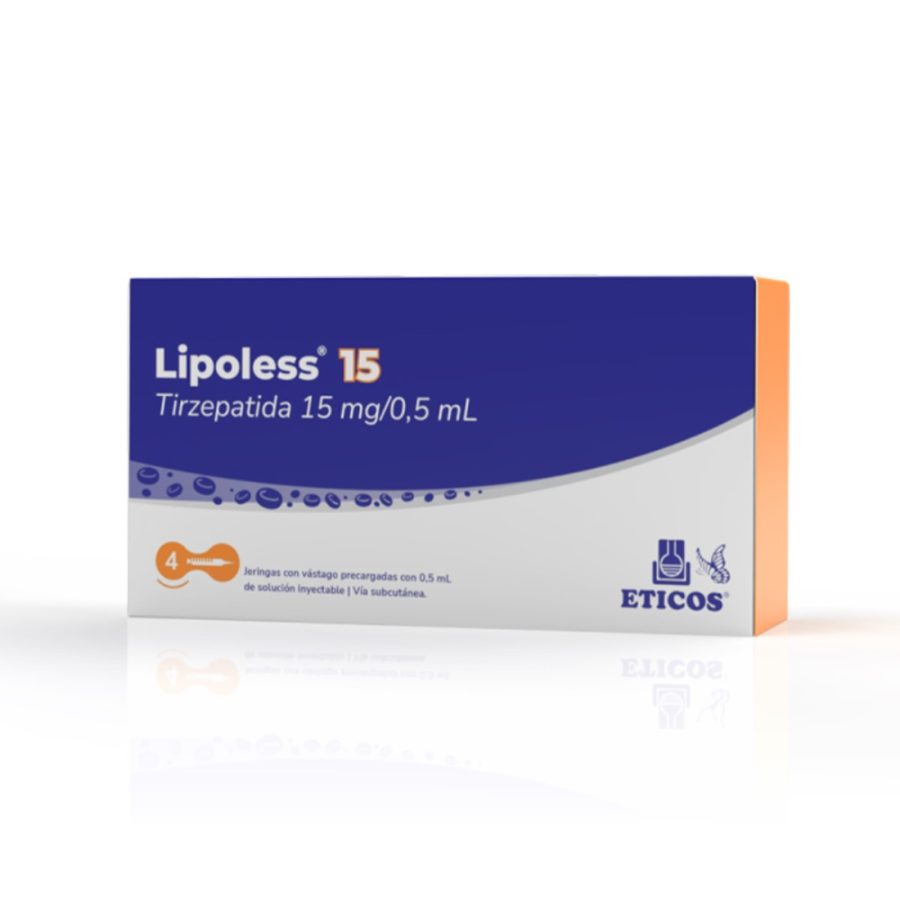 Lipoless® 15
Tirzepatida 15 mg/0,5 mL
4
Jeringas con vástago precargadas con 0,5 mL
de solución inyectable | Vía subcutánea.
ETICOS®